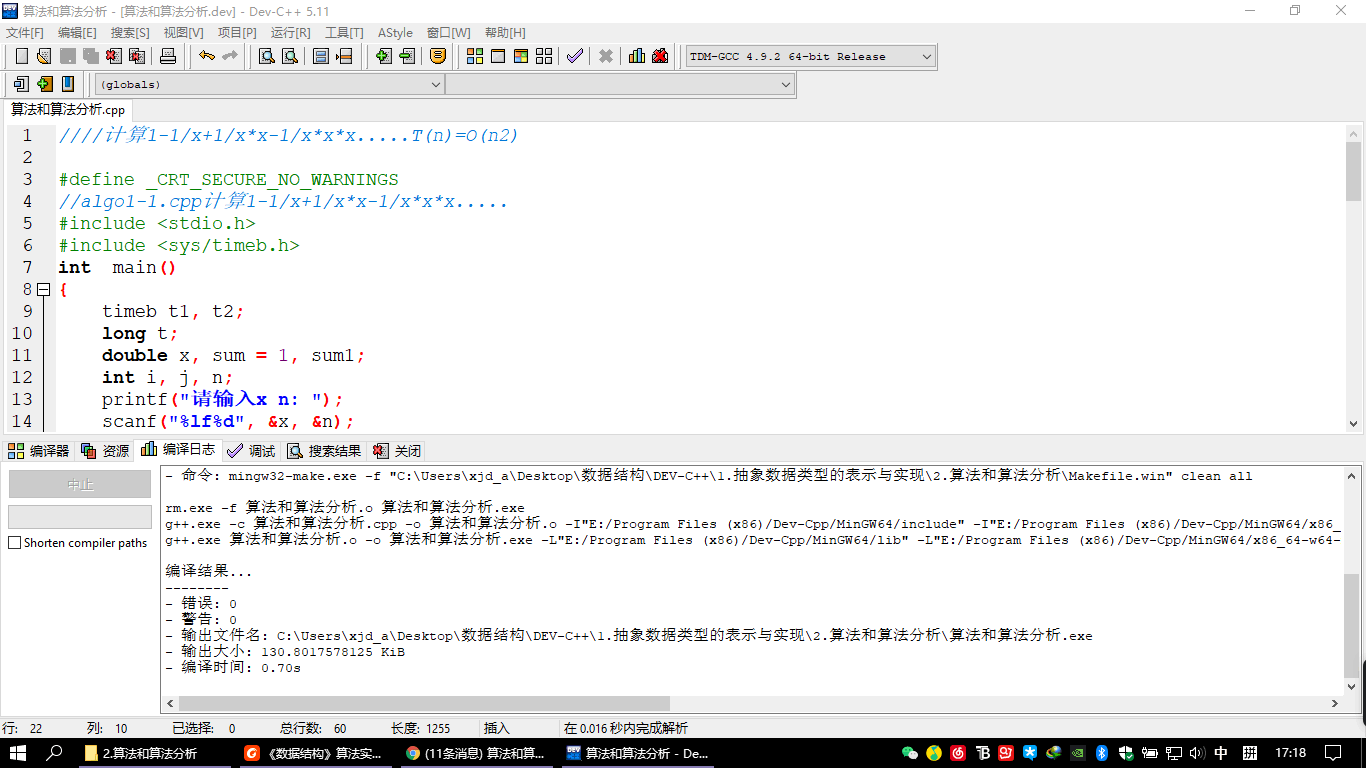 算法和算法分析 - [算法和算法分析.dev] - Dev-C++ 5.11
文件[F] 编辑[E] 搜索[S] 视图[V] 项目[P] 运行[R] 工具[T] AStyle 窗口[W] 帮助[H]
TDM-GCC 4.9.2 64-bit Release
(globals)
算法和算法分析.cpp
1 ////计算1-1/x+1/x*x-1/x*x*x.....T(n)=O(n2)
2
3 #define _CRT_SECURE_NO_WARNINGS
4 //algo1-1.cpp计算1-1/x+1/x*x-1/x*x*x.....
5 #include <stdio.h>
6 #include <sys/timeb.h>
7 int  main()
8 {
9 timeb t1, t2;
10 long t;
11 double x, sum = 1, sum1;
12 int i, j, n;
13 printf("请输入x n: ");
14 scanf("%lf%d", &x, &n);
编译器 资源 编译日志 调试 搜索结果 关闭
中止
Shorten compiler paths
- 命令: mingw32-make.exe -f "C:\Users\xjd_a\Desktop\数据结构\DEV-C++\1.抽象数据类型的表示与实现\2.算法和算法分析\Makefile.win" clean all
rm.exe -f 算法和算法分析.o 算法和算法分析.exe
g++.exe -c 算法和算法分析.cpp -o 算法和算法分析.o -I"E:/Program Files (x86)/Dev-Cpp/MinGW64/include" -I"E:/Program Files (x86)/Dev-Cpp/MinGW64/x86_
g++.exe 算法和算法分析.o -o 算法和算法分析.exe -L"E:/Program Files (x86)/Dev-Cpp/MinGW64/lib" -L"E:/Program Files (x86)/Dev-Cpp/MinGW64/x86_64-w64-
编译结果...
--------
- 错误: 0
- 警告: 0
- 输出文件名: C:\Users\xjd_a\Desktop\数据结构\DEV-C++\1.抽象数据类型的表示与实现\2.算法和算法分析\算法和算法分析.exe
- 输出大小: 130.8017578125 KiB
- 编译时间: 0.70s
行: 22 列: 10 已选择: 0 总行数: 60 长度: 1255 插入 在 0.016 秒内完成解析
2.算法和算法分析 《数据结构》算法实... (11条消息) 算法和算... 算法和算法分析 - De... 中 拼 17:18